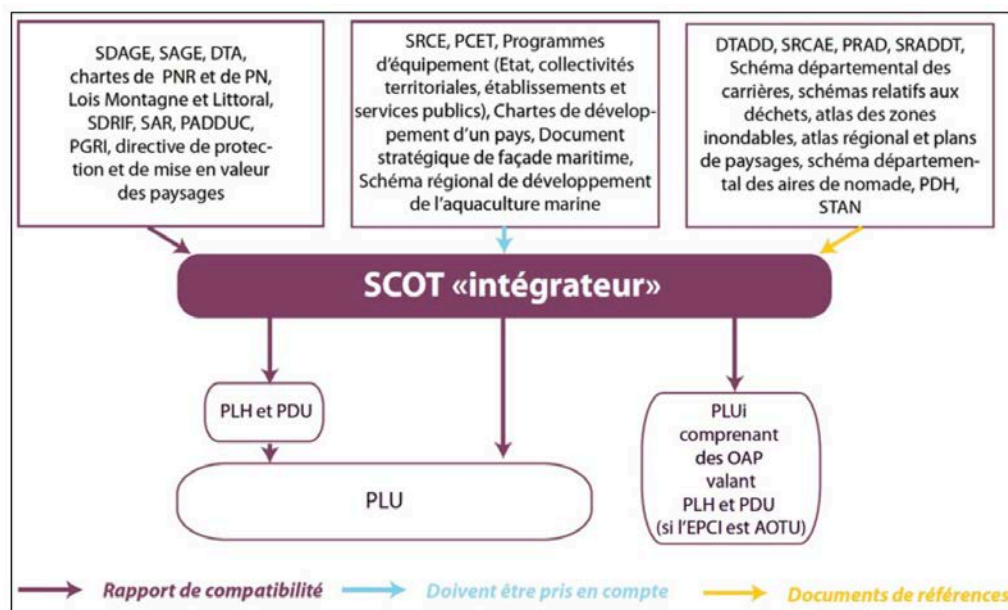 SDAGE, SAGE, DTA,
chartes de PNR et de PN,
Lois Montagne et Littoral,
SDRIF, SAR, PADDUC,
PGRI, directive de protec-
tion et de mise en valeur
des paysages
SRCE, PCET, Programmes
d'équipement (Etat, collectivités
territoriales, établissements et
services publics), Chartes de dévelop-
pement d'un pays, Document
stratégique de façade maritime,
Schéma régional de développement
de l'aquaculture marine
DTADD, SRCAE, PRAD, SRADDT,
Schéma départemental des
carrières, schémas relatifs aux
déchets, atlas des zones
inondables, atlas régional et plans
de paysages, schéma départemen-
tal des aires de nomade, PDH,
STAN
SCOT «intégrateur»
PLH et PDU
PLU
PLUi
comprenant
des OAP
valant
PLH et PDU
(si l'EPCI est AOTU)
Rapport de compatibilité
Doivent être pris en compte
Documents de références